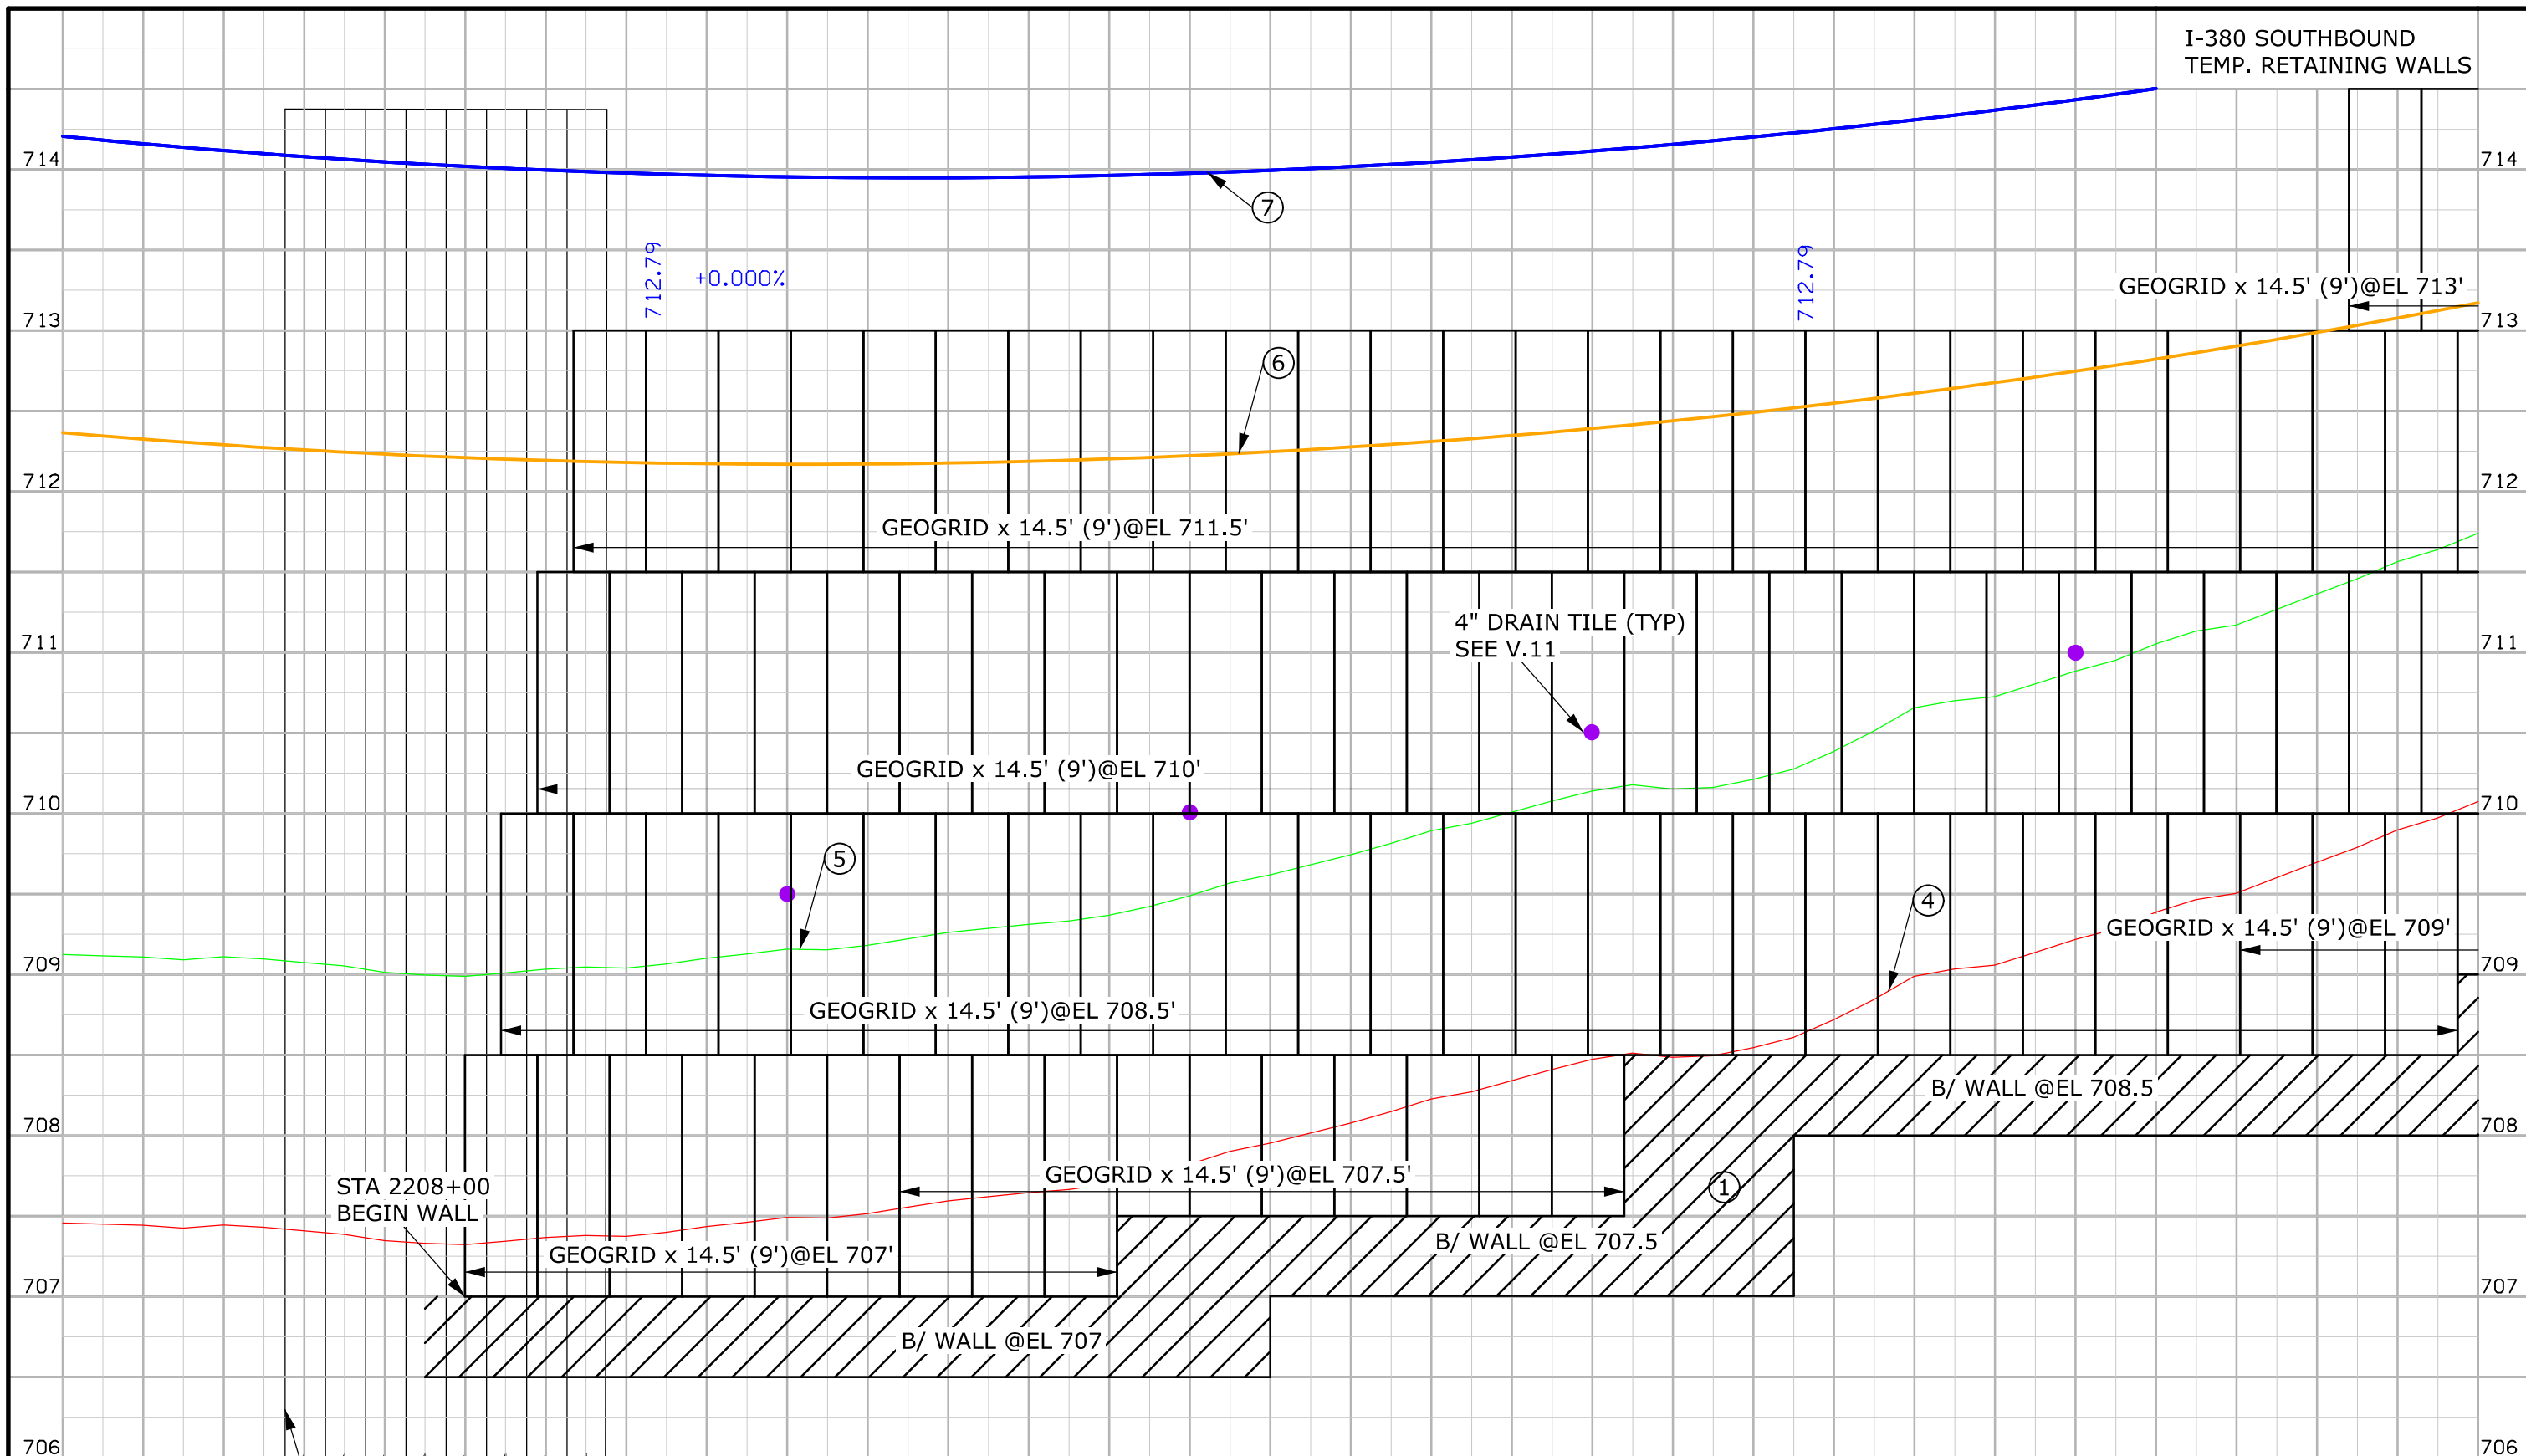 I-380 SOUTHBOUND
TEMP. RETAINING WALLS
714
714
7
712.79
+0.000%
712.79
GEOGRID x 14.5' (9')@EL 713'
713
713
6
712
712
GEOGRID x 14.5' (9')@EL 711.5'
4" DRAIN TILE (TYP)
SEE V.11
711
711
GEOGRID x 14.5' (9')@EL 710'
710
710
5
4
GEOGRID x 14.5' (9')@EL 709'
709
709
GEOGRID x 14.5' (9')@EL 708.5'
B/ WALL @EL 708.5
708
708
STA 2208+00
BEGIN WALL
GEOGRID x 14.5' (9')@EL 707.5'
1
GEOGRID x 14.5' (9')@EL 707'
B/ WALL @EL 707.5
707
707
B/ WALL @EL 707
706
706